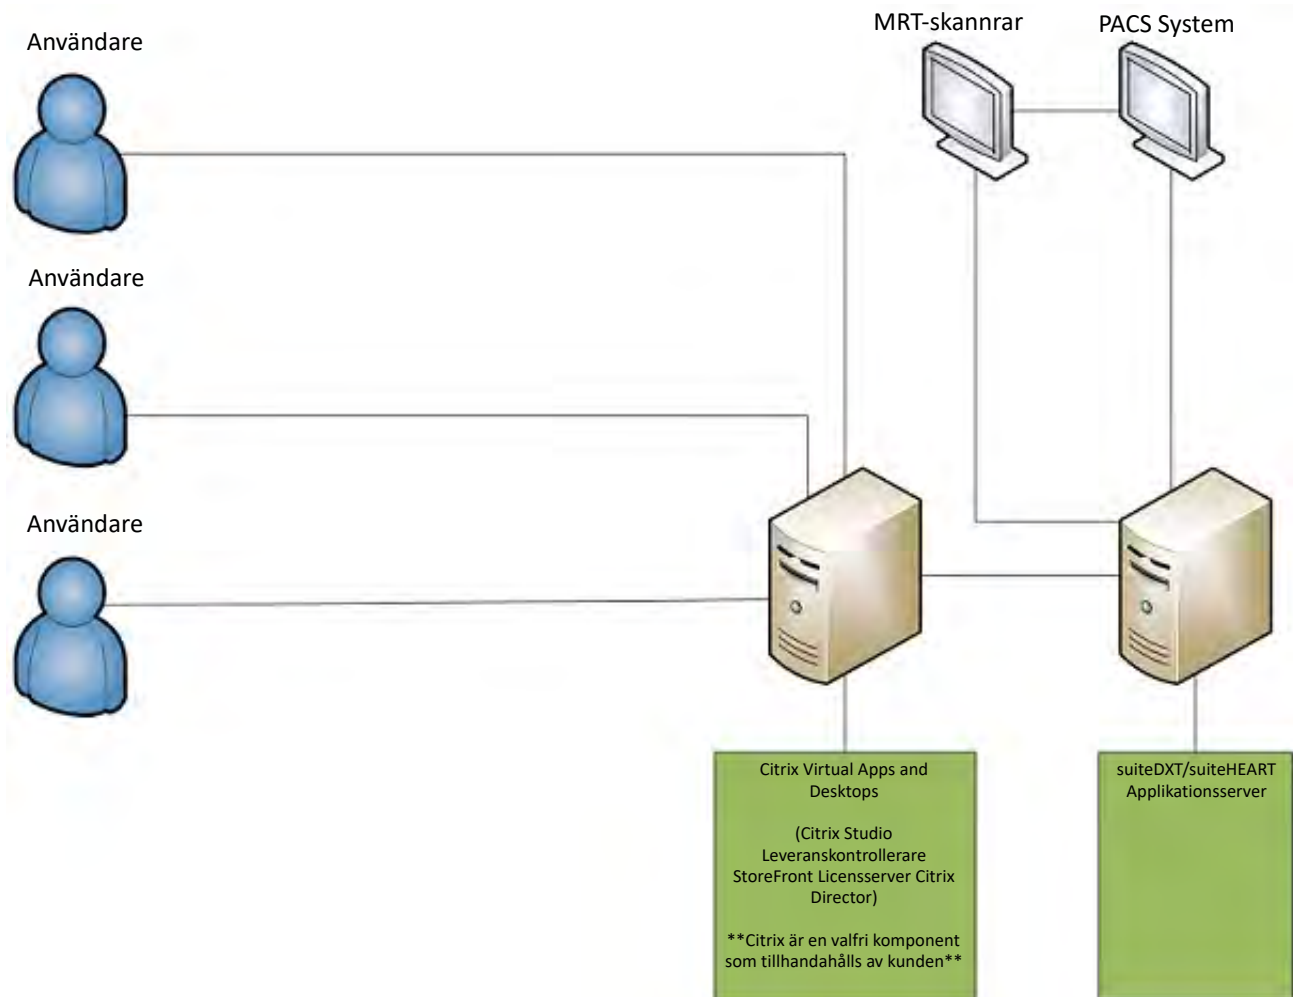 MRT-skannrar
PACS System
Användare
Användare
Användare
Citrix Virtual Apps and
Desktops
(Citrix Studio
Leveranskontrollerare
StoreFront Licensserver Citrix
Director)
**Citrix är en valfri komponent
som tillhandahålls av kunden**
suiteDXT/suiteHEART
Applikationsserver